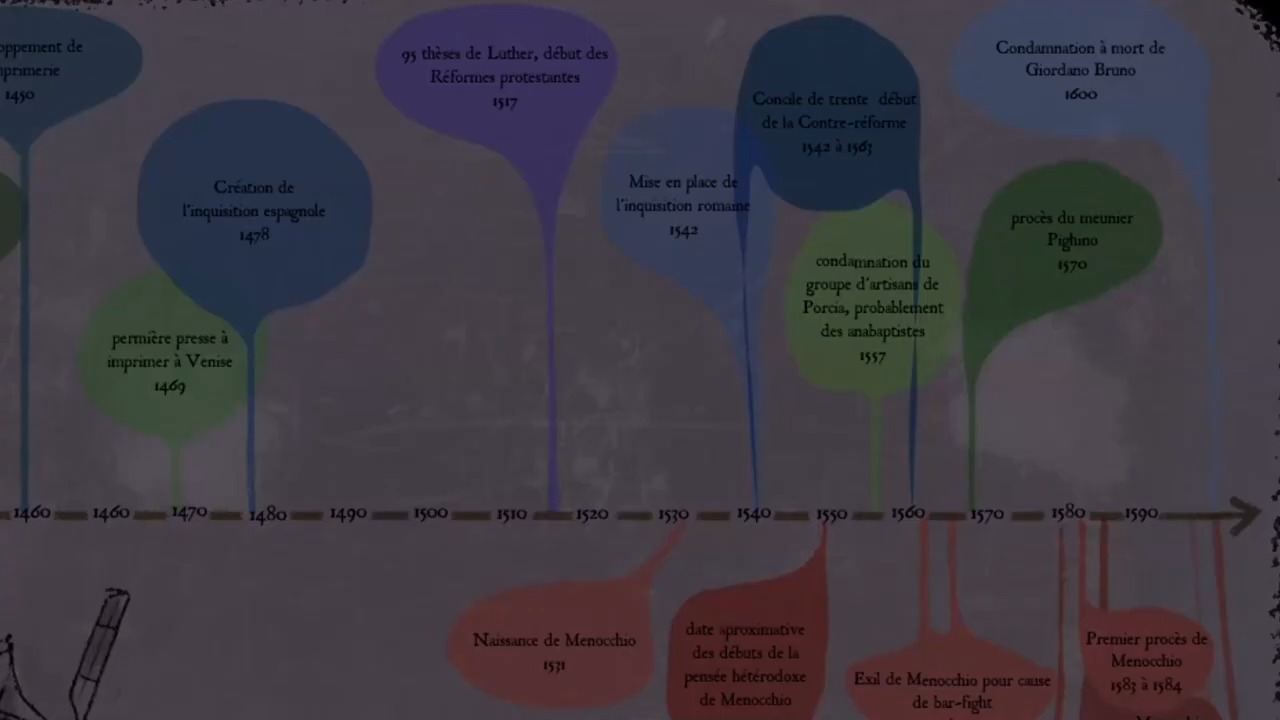 oppement de
primerie
1450
Création de
l'inquisition espagnole
1478
permière presse à
imprimer à Venise
1469
95 thèses de Luther, début des
Réformes protestantes
1517
Mise en place de
l'inquisition romaine
1542
Concile de trente début
de la Contre-réforme
1542 à 1563
condamnation du
groupe d'artisans de
Porcia, probablement
des anabaptistes
1557
Condamnation à mort de
Giordano Bruno
1600
procès du meunier
Pighino
1570
1460 1460 1470 1480 1490 1500 1510 1520 1530 1540 1550 1560 1570 1580 1590
Naissance de Menocchio
1531
date aproximative
des débuts de la
pensée hétérodoxe
de Menocchio
Exil de Menocchio pour cause
de bar-fight
Premier procès de
Menocchio
1583 à 1584